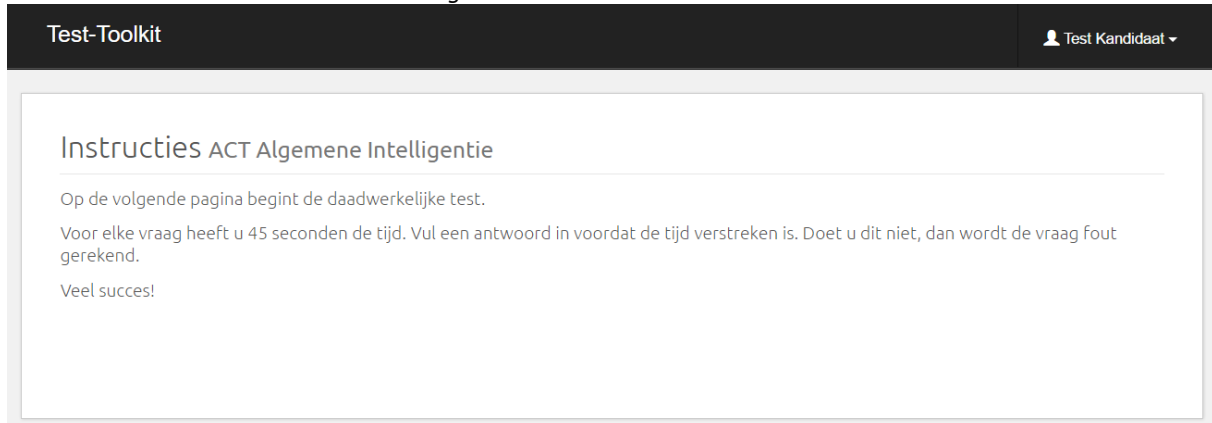 Test-Toolkit
Test Kandidaat
Instructies ACT Algemene Intelligentie
Op de volgende pagina begint de daadwerkelijke test.
Voor elke vraag heeft u 45 seconden de tijd. Vul een antwoord in voordat de tijd verstreken is. Doet u dit niet, dan wordt de vraag fout
gerekend.
Veel succes!